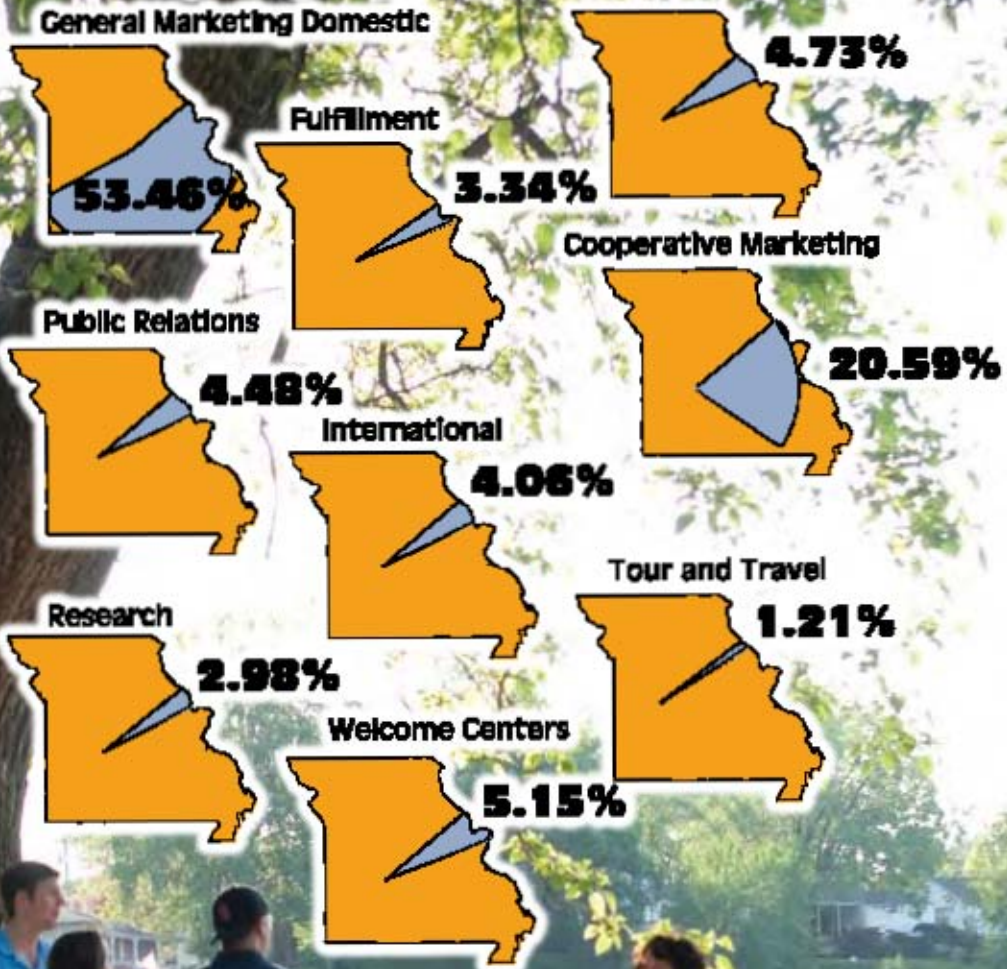 General Marketing Domestic
53.46%
4.73%
Fulfillment
3.34%
Cooperative Marketing
20.59%
Public Relations
4.48%
International
4.06%
Tour and Travel
1.21%
Research
2.98%
Welcome Centers
5.15%